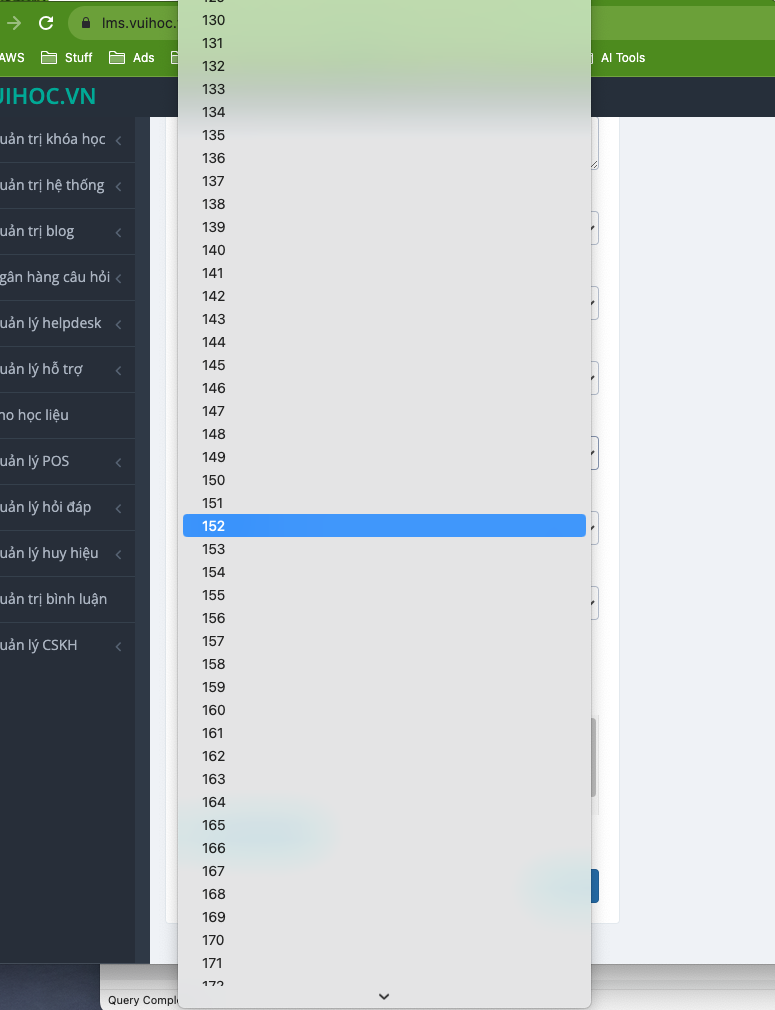 lms.vuihoc.
AWS
Stuff
Ads
AI Tools
UIHOC.VN
uản trị khóa học
uản trị hệ thống
uản trị blog
gân hàng câu hỏi
uản lý helpdesk
uản lý hỗ trợ
ho học liệu
uản lý POS
uản lý hỏi đáp
uản lý huy hiệu
uản trị bình luận
uản lý CSKH
130
131
132
133
134
135
136
137
138
139
140
141
142
143
144
145
146
147
148
149
150
151
152
153
154
155
156
157
158
159
160
161
162
163
164
165
166
167
168
169
170
171
172
Query Compl